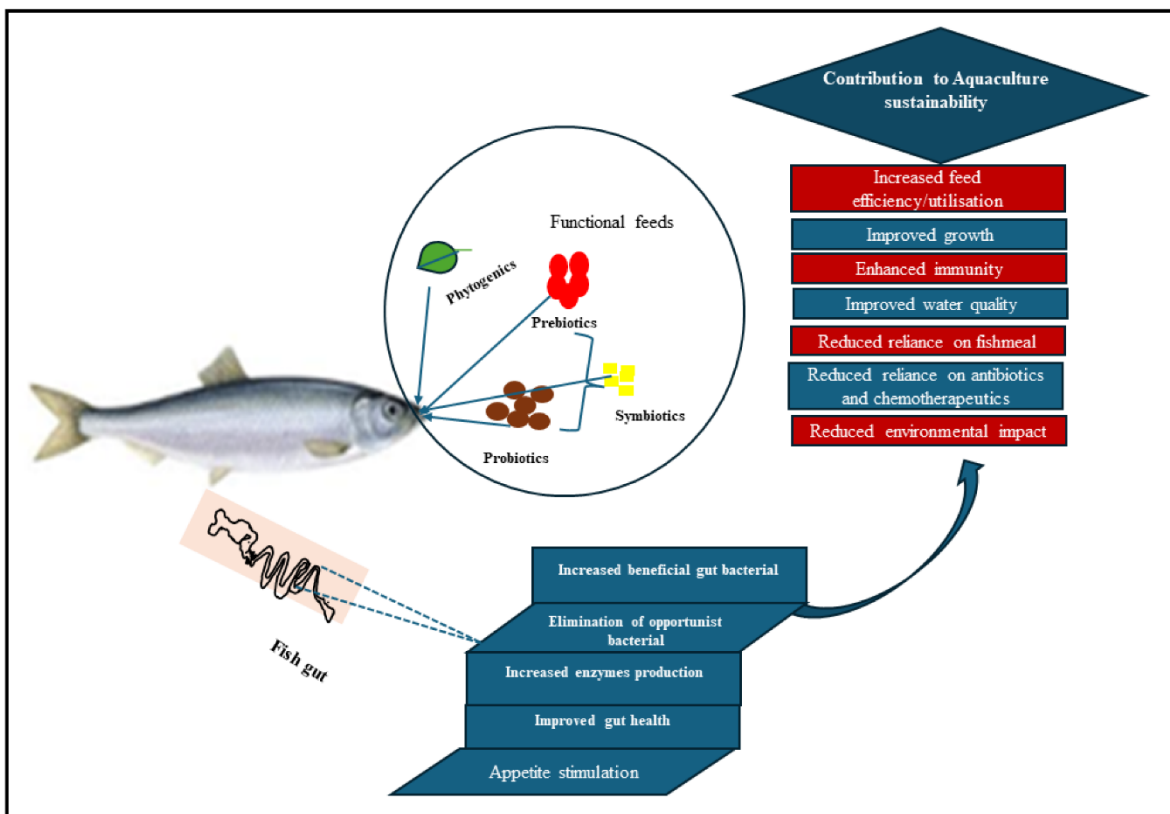 Contribution to Aquaculture
sustainability
Increased feed
efficiency/utilisation
Improved growth
Enhanced immunity
Improved water quality
Reduced reliance on fishmeal
Reduced reliance on antibiotics
and chemotherapeutics
Reduced environmental impact
Functional feeds
Phytogenics
Prebiotics
Symbiotics
Probiotics
Fish gut
Increased beneficial gut bacterial
Elimination of opportunist
bacterial
Increased enzymes production
Improved gut health
Appetite stimulation